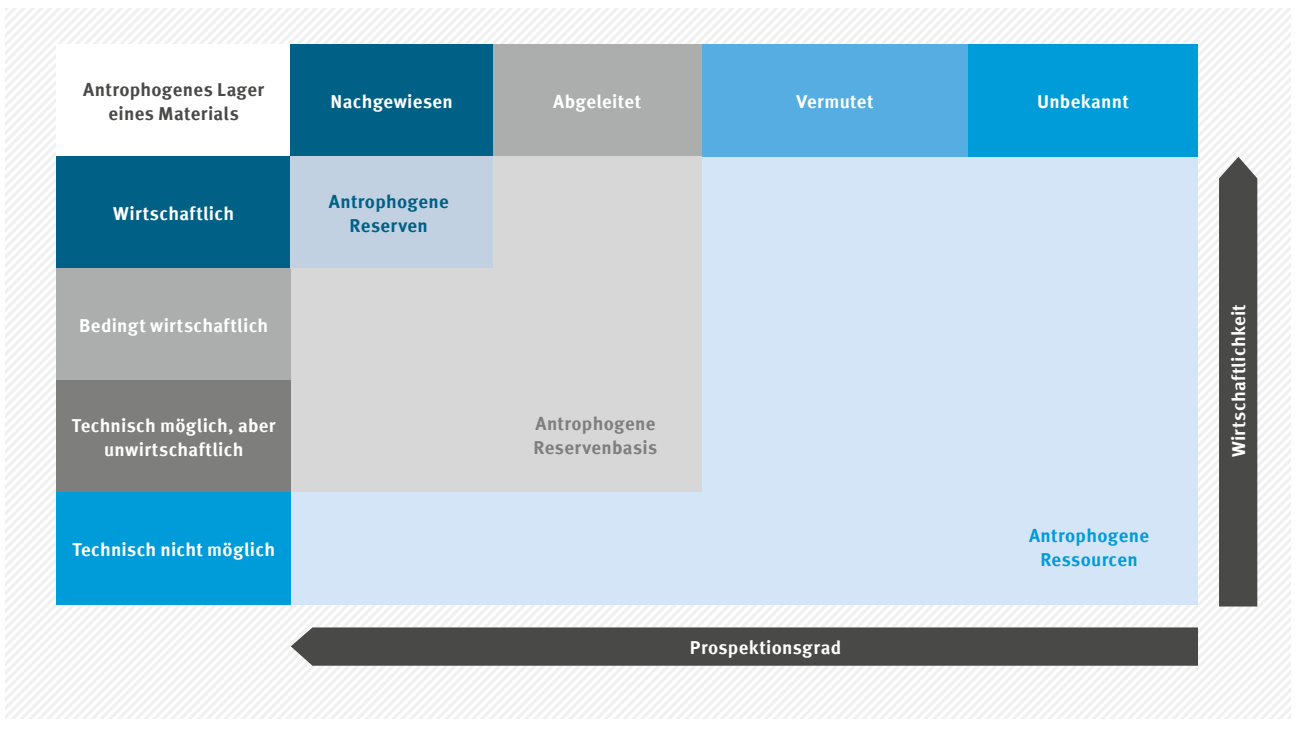 Antrophogenes Lager
eines Materials
Nachgewiesen
Abgeleitet
Vermutet
Unbekannt
Wirtschaftlich
Antrophogene
Reserven
Bedingt wirtschaftlich
Technisch möglich, aber
unwirtschaftlich
Antrophogene
Reservenbasis
Technisch nicht möglich
Antrophogene
Ressourcen
Wirtschaftlichkeit
Prospektionsgrad